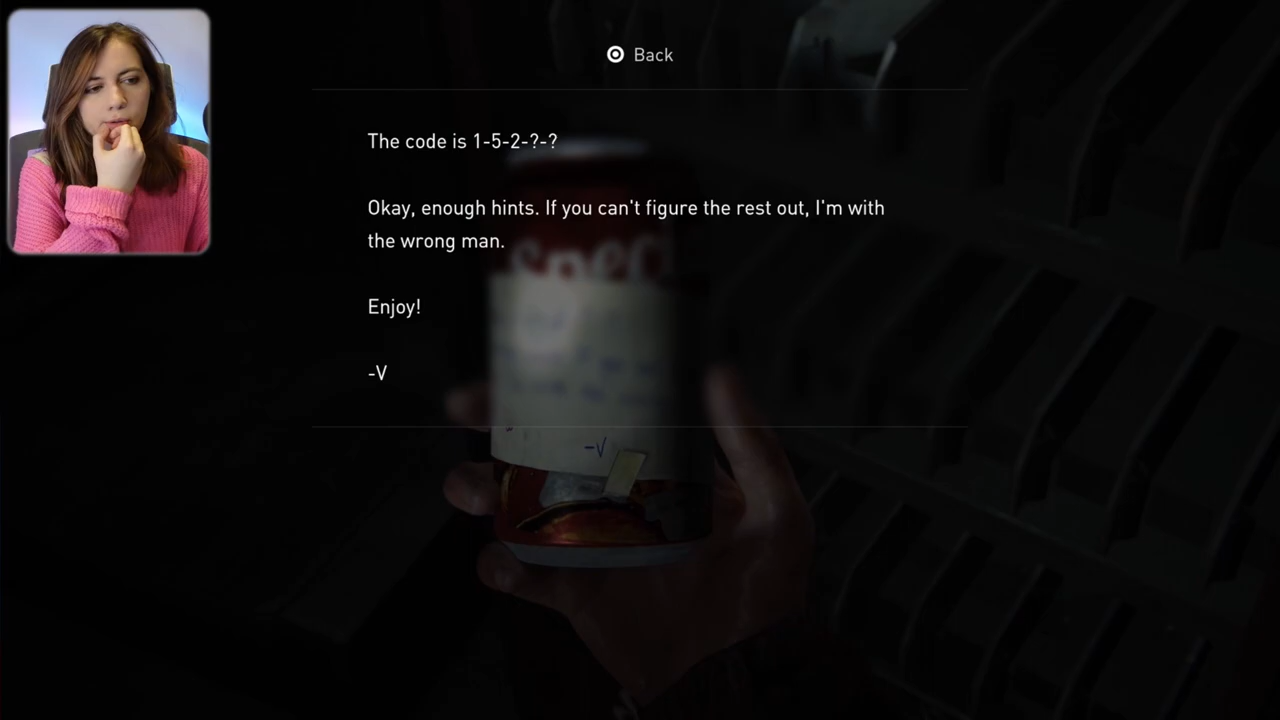 Back
The code is 1-5-2-?-?
Okay, enough hints. If you can't figure the rest out, I'm with
the wrong man.
Enjoy!
-V
-V